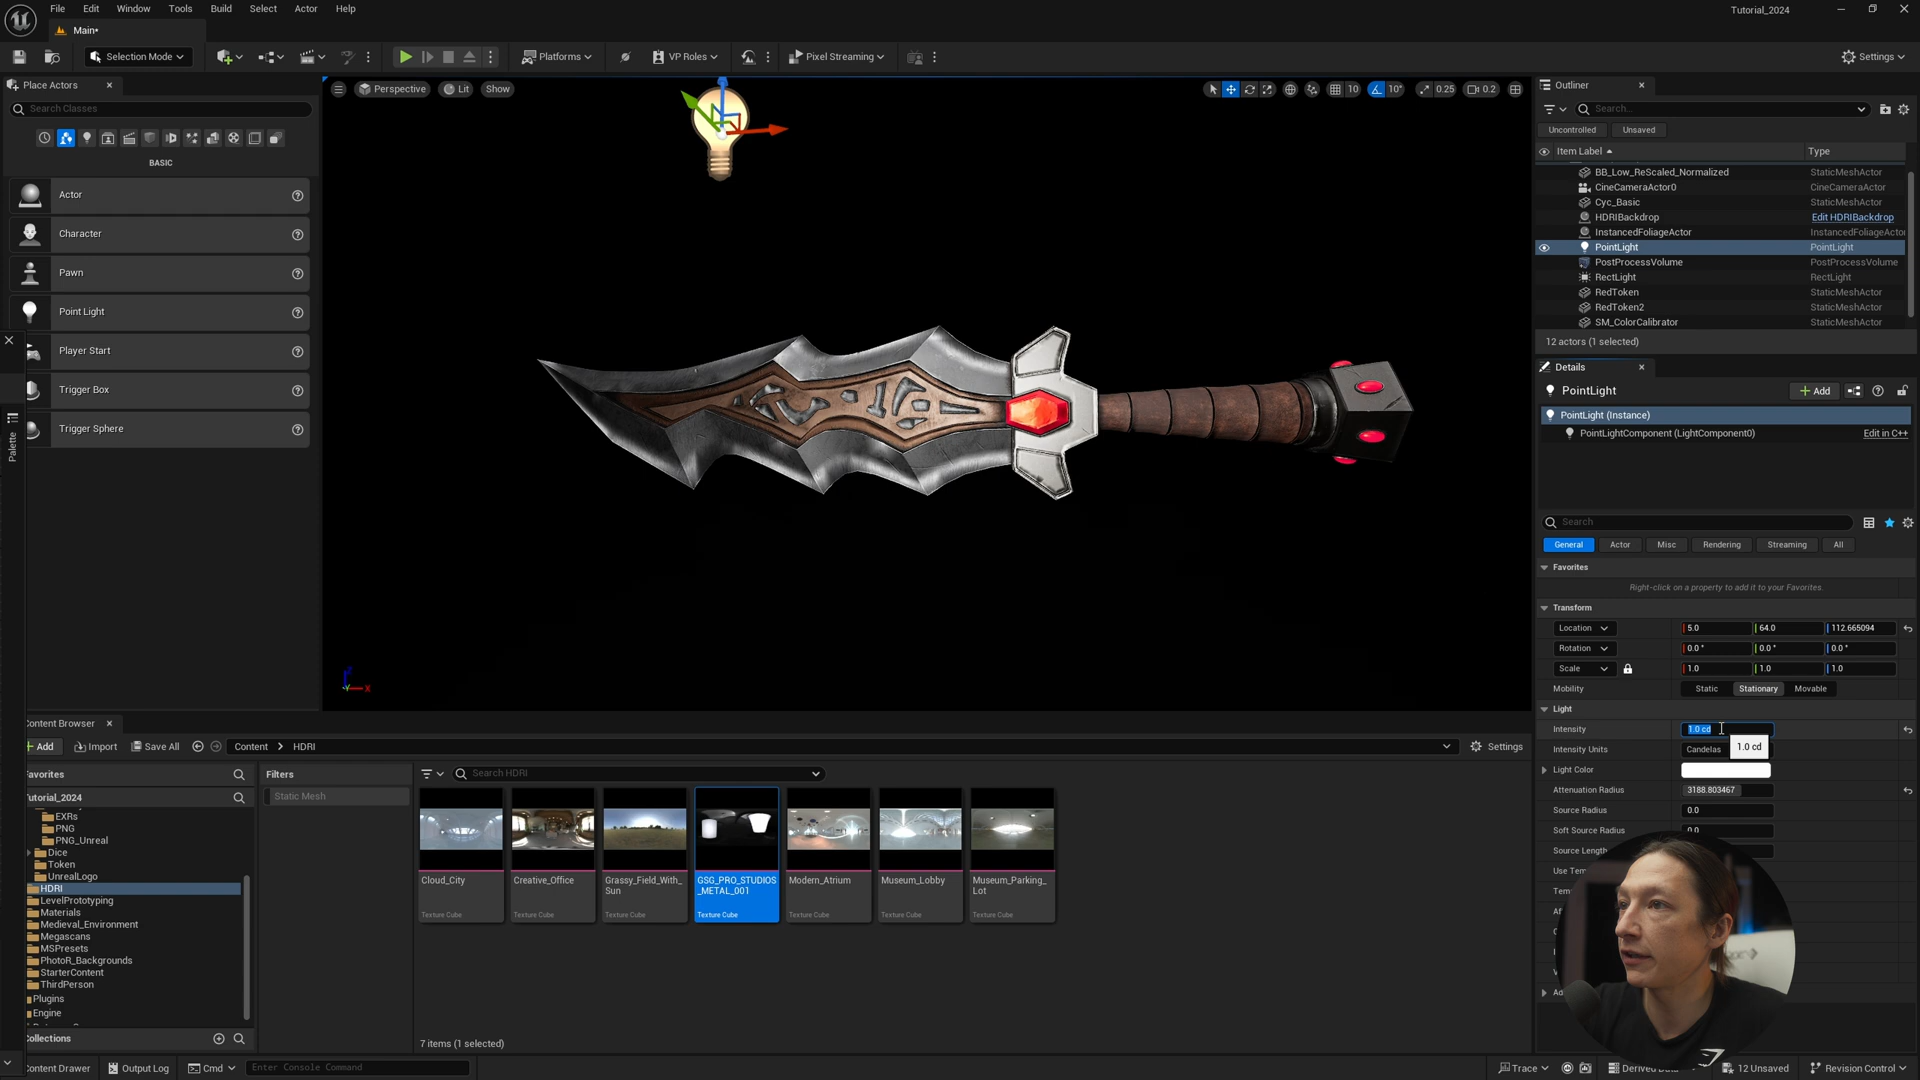 File Edit Window Tools Build Select Actor Help
Tutorial_2024
Main•
Selection Mode
Platforms
VP Roles
Pixel Streaming
Settings
Place Actors
Search Classes
BASIC
Actor
Character
Pawn
Point Light
Player Start
Trigger Box
Trigger Sphere
Palette
Perspective
Lit
Show
10
10°
0.25
0.2
Outliner
Search...
Uncontrolled
Unsaved
Item Label
Type
BB_Low_ReScaled_Normalized StaticMeshActor
CineCameraActor0 CineCameraActor
Cyc_Basic StaticMeshActor
HDRIBackdrop Edit HDRIBackdrop
InstancedFoliageActor InstancedFoliageActor
PointLight PointLight
PostProcessVolume PostProcessVolume
RectLight RectLight
RedToken StaticMeshActor
RedToken2 StaticMeshActor
SM_ColorCalibrator StaticMeshActor
12 actors (1 selected)
Details
PointLight
Add
PointLight (Instance)
PointLightComponent (LightComponent0) Edit in C++
Search
General Actor Misc Rendering Streaming All
Favorites
Right-click on a property to add it to your Favorites.
Transform
Location 5.0 64.0 112.665094
Rotation 0.0 ° 0.0 ° 0.0 °
Scale 1.0 1.0 1.0
Mobility Static Stationary Movable
Light
Intensity 1.0 cd
Intensity Units Candelas
1.0 cd
Light Color
Attenuation Radius 3188.803467
Source Radius 0.0
Soft Source Radius 0.0
Source Length
Use Tem
Tem
Af
Ad
Content Browser
Add
Import
Save All
Content
HDRI
Settings
Favorites
Tutorial_2024
EXRs
PNG
PNG_Unreal
Dice
Token
UnrealLogo
HDRI
LevelPrototyping
Materials
Medieval_Environment
Megascans
MSPresets
PhotoR_Backgrounds
StarterContent
ThirdPerson
Plugins
Engine
Collections
Filters
Static Mesh
Search HDRI
Cloud_City
Texture Cube
Creative_Office
Texture Cube
Grassy_Field_With_
Sun
Texture Cube
GSG_PRO_STUDIOS
_METAL_001
Texture Cube
Modern_Atrium
Texture Cube
Museum_Lobby
Texture Cube
Museum_Parking_
Lot
Texture Cube
7 items (1 selected)
Content Drawer
Output Log
Cmd
Enter Console Command
Trace
Derived Data
12 Unsaved
Revision Control